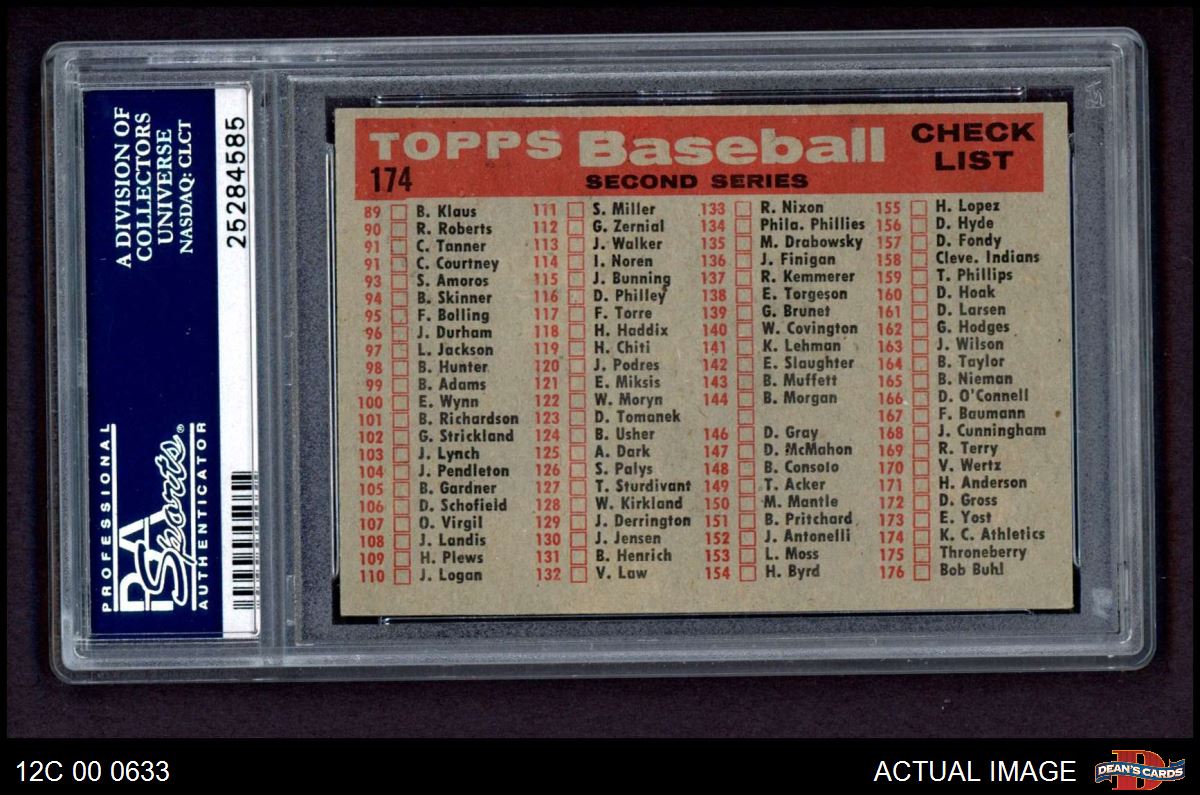 A DIVISION OF
COLLECTORS
UNIVERSE
NASDAQ: CLCT
25284585
PROFESSIONAL
PSA
Sports®
AUTHENTICATOR
TOPPS Baseball
CHECK
LIST
174
SECOND SERIES
89 B. Klaus
90 R. Roberts
91 C. Tanner
91 C. Courtney
93 S. Amoros
94 B. Skinner
95 F. Bolling
96 J. Durham
97 L. Jackson
98 B. Hunter
99 B. Adams
100 E. Wynn
101 B. Richardson
102 G. Strickland
103 J. Lynch
104 J. Pendleton
105 B. Gardner
106 D. Schofield
107 O. Virgil
108 J. Landis
109 H. Plews
110 J. Logan
111 S. Miller
112 G. Zernial
113 J. Walker
114 I. Noren
115 J. Bunning
116 D. Philley
117 F. Torre
118 H. Haddix
119 H. Chiti
120 J. Podres
121 E. Miksis
122 W. Moryn
123 D. Tomanek
124 B. Usher
125 A. Dark
126 S. Palys
127 T. Sturdivant
128 W. Kirkland
129 J. Derrington
130 J. Jensen
131 B. Henrich
132 V. Law
133 R. Nixon
134 Phila. Phillies
135 M. Drabowsky
136 J. Finigan
137 R. Kemmerer
138 E. Torgeson
139 G. Brunet
140 W. Covington
141 K. Lehman
142 E. Slaughter
143 B. Muffett
144 B. Morgan
146 D. Gray
147 D. McMahon
148 B. Consolo
149 T. Acker
150 M. Mantle
151 B. Pritchard
152 J. Antonelli
153 L. Moss
154 H. Byrd
155 H. Lopez
156 D. Hyde
157 D. Fondy
158 Cleve. Indians
159 T. Phillips
160 D. Hoak
161 D. Larsen
162 G. Hodges
163 J. Wilson
164 B. Taylor
165 B. Nieman
166 D. O'Connell
167 F. Baumann
168 J. Cunningham
169 R. Terry
170 V. Wertz
171 H. Anderson
172 D. Gross
173 E. Yost
174 K. C. Athletics
175 Throneberry
176 Bob Buhl
12C 00 0633
ACTUAL IMAGE
DEAN'S CARDS